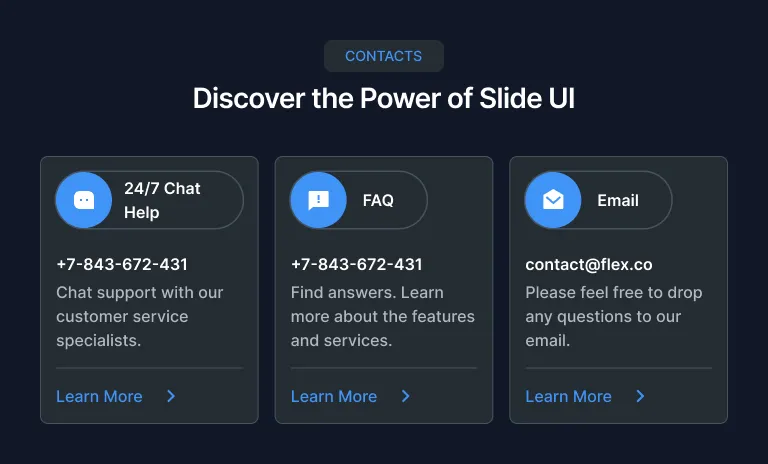 CONTACTS
Discover the Power of Slide UI
24/7 Chat
Help
+7-843-672-431
Chat support with our
customer service
specialists.
Learn More
FAQ
+7-843-672-431
Find answers. Learn
more about the features
and services.
Learn More
Email
contact@flex.co
Please feel free to drop
any questions to our
email.
Learn More